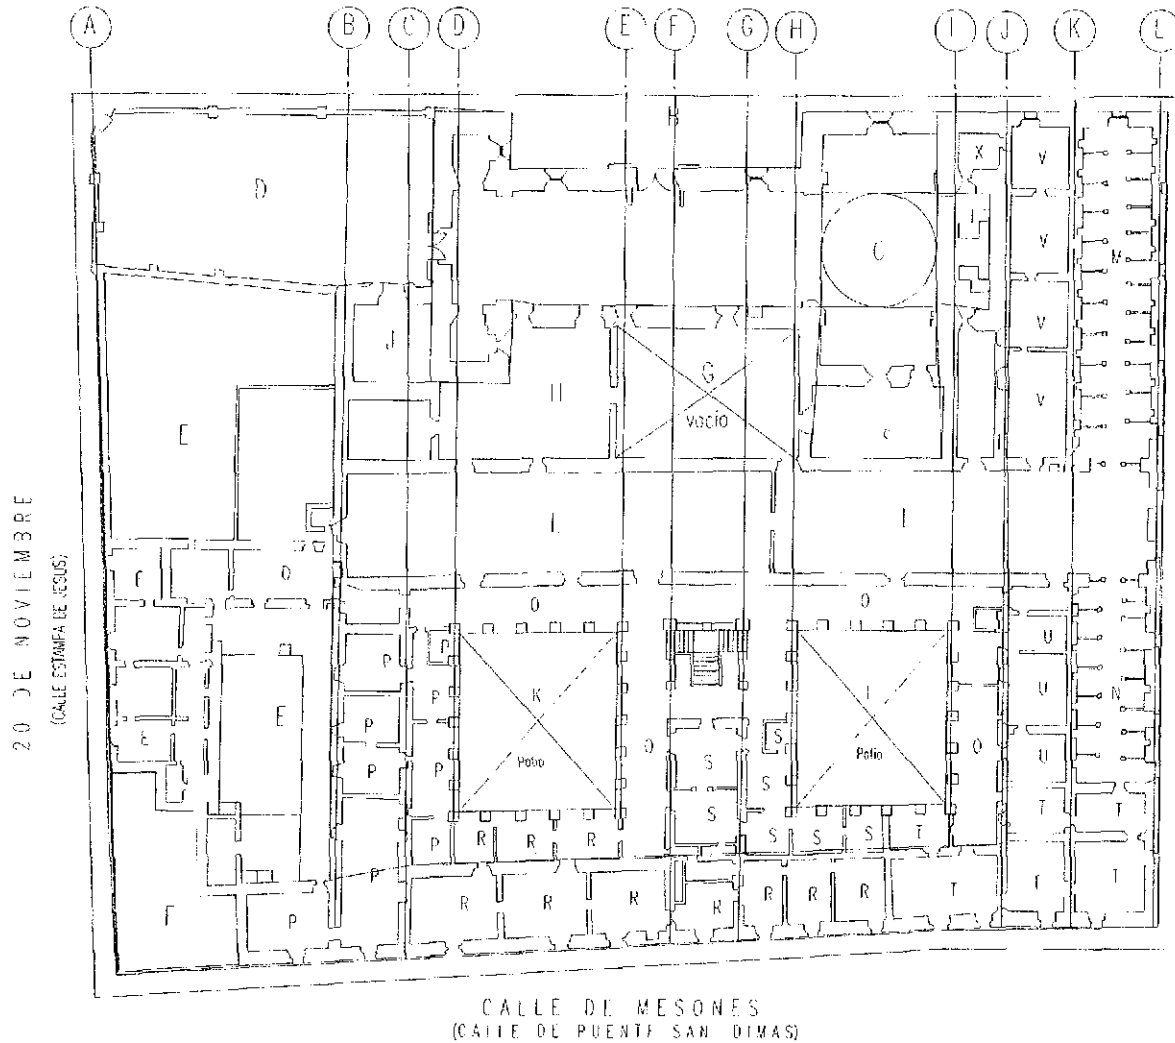 A B C D E F G H I J K L
H
D
X
V
C
V
M
J
V
G
H
V
E
vacío
c
20 DE NOVIEMBRE
(CALLE ESTAMPA DE JESUS)
L
O
O O
P P U
P
K
E
P
Patio
O
S
S
Patio
O
U
N
E
P P
S
S
U
T
T
P R R R
S S S T
F
P
P
R R R R R R R
T
T
T
CALLE DE MESONES
(CALLE DE PUENTE SAN DIMAS)